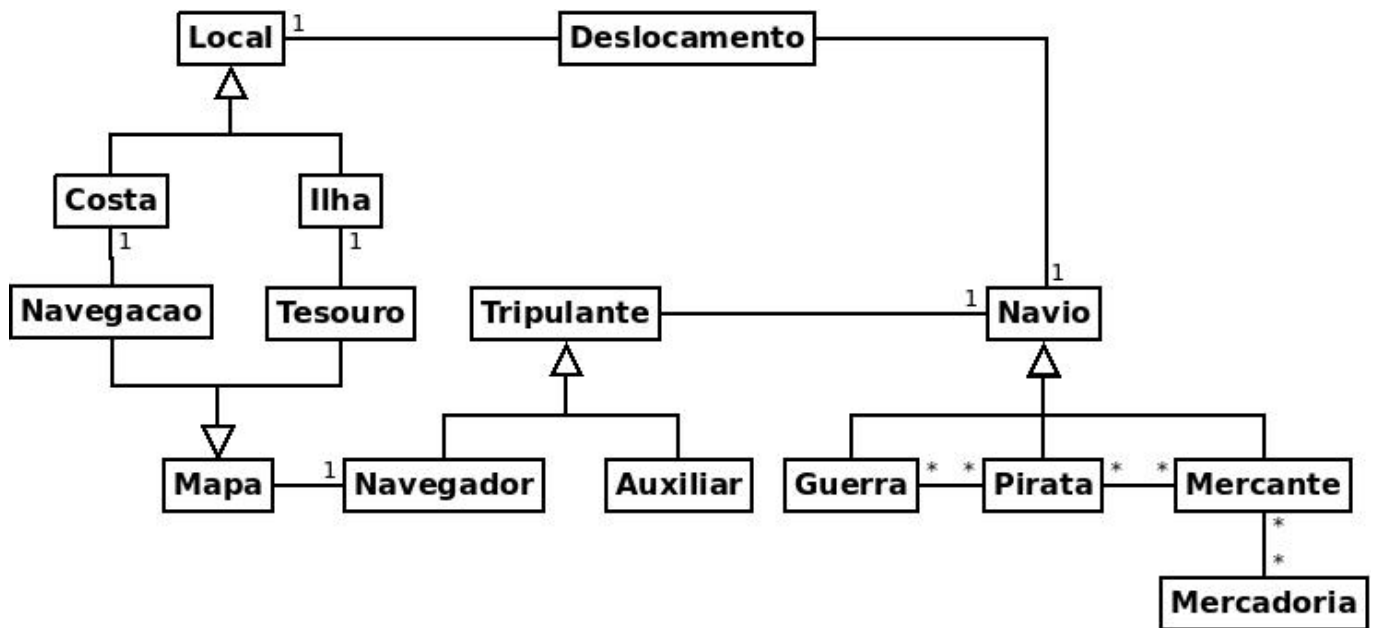 Local 1 Deslocamento
Costa Ilha
1 1
1
Navegacao Tesouro Tripulante 1 Navio
Mapa 1 Navegador Auxiliar Guerra * * Pirata * * Mercante
*
*
Mercadoria